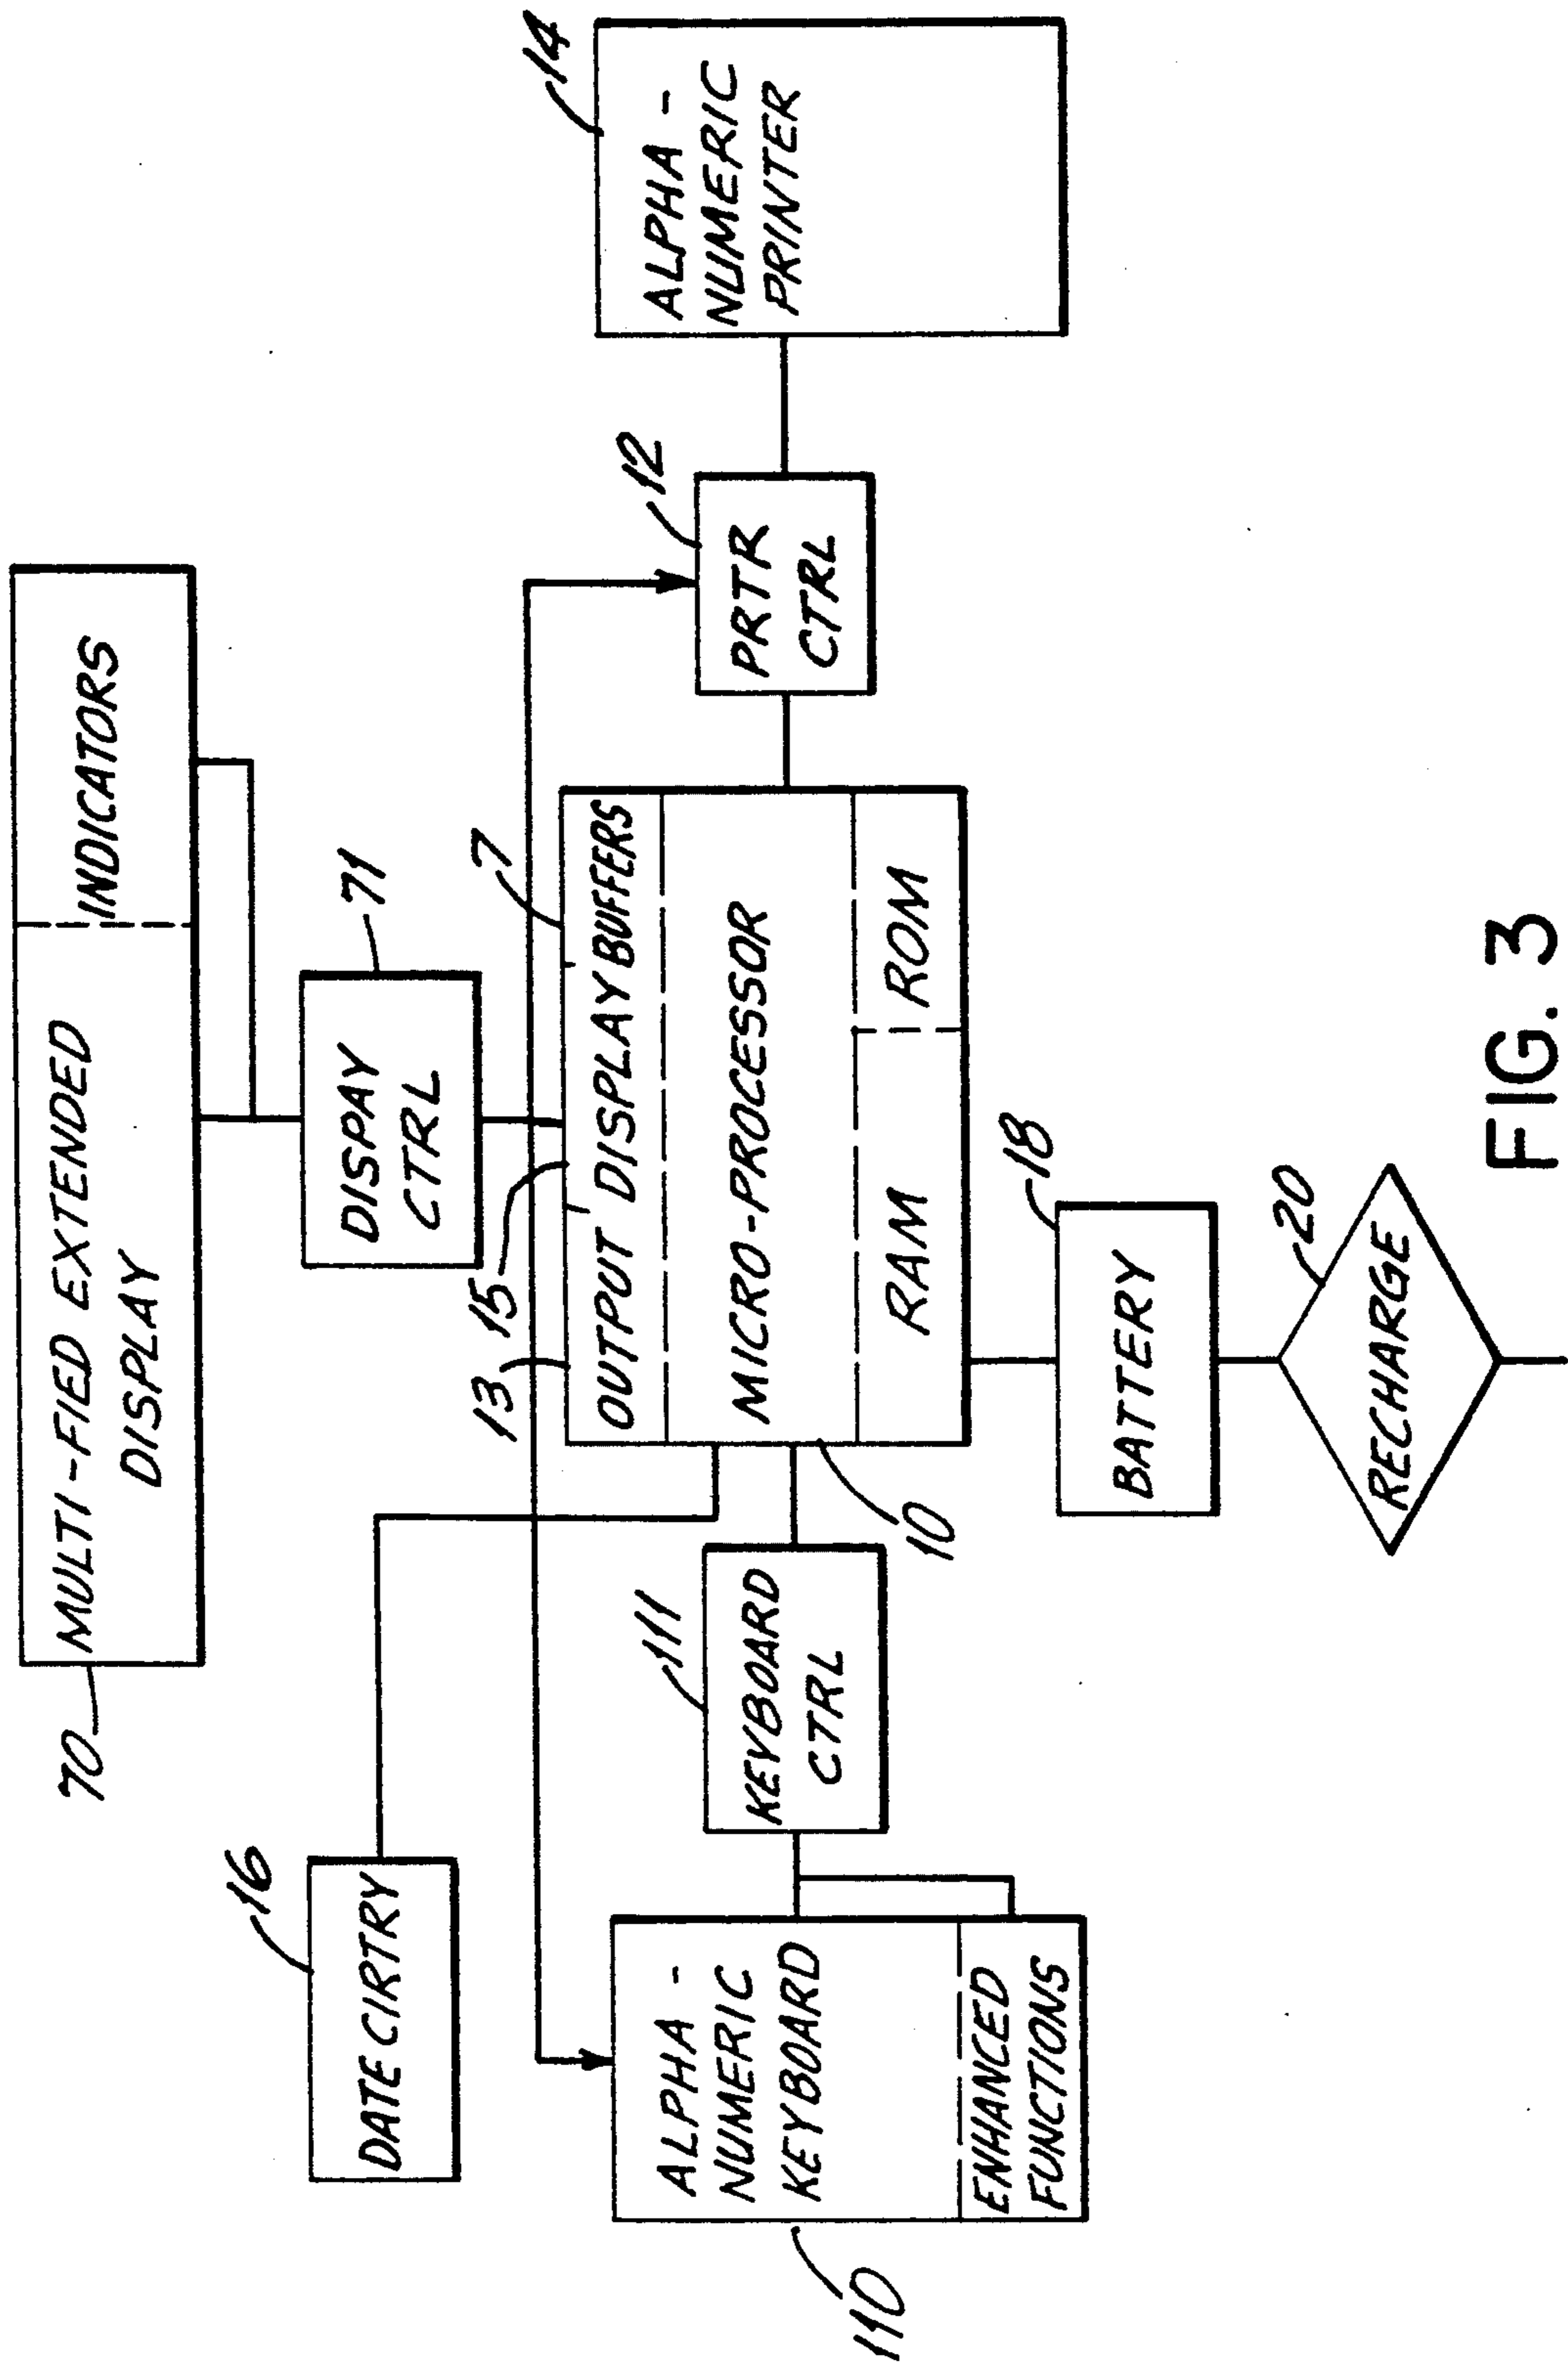 70
MULTI-FIED EXTENDED
DISPLAY
INDICATORS
16
DATE CIRTRY
DISPAY
CTRL
71
13
15
7
OUTPUT DISPLAY BUFFERS
MICRO-PROCESSOR
RAM
ROM
10
110
ALPHA -
NUMERIC
KEYBOARD
ENHANCED
FUNCTIONS
111
KEYBOARD
CTRL
12
PRTR
CTRL
14
ALPHA -
NUMERIC
PRINTER
18
BATTERY
20
RECHARGE
FIG. 3